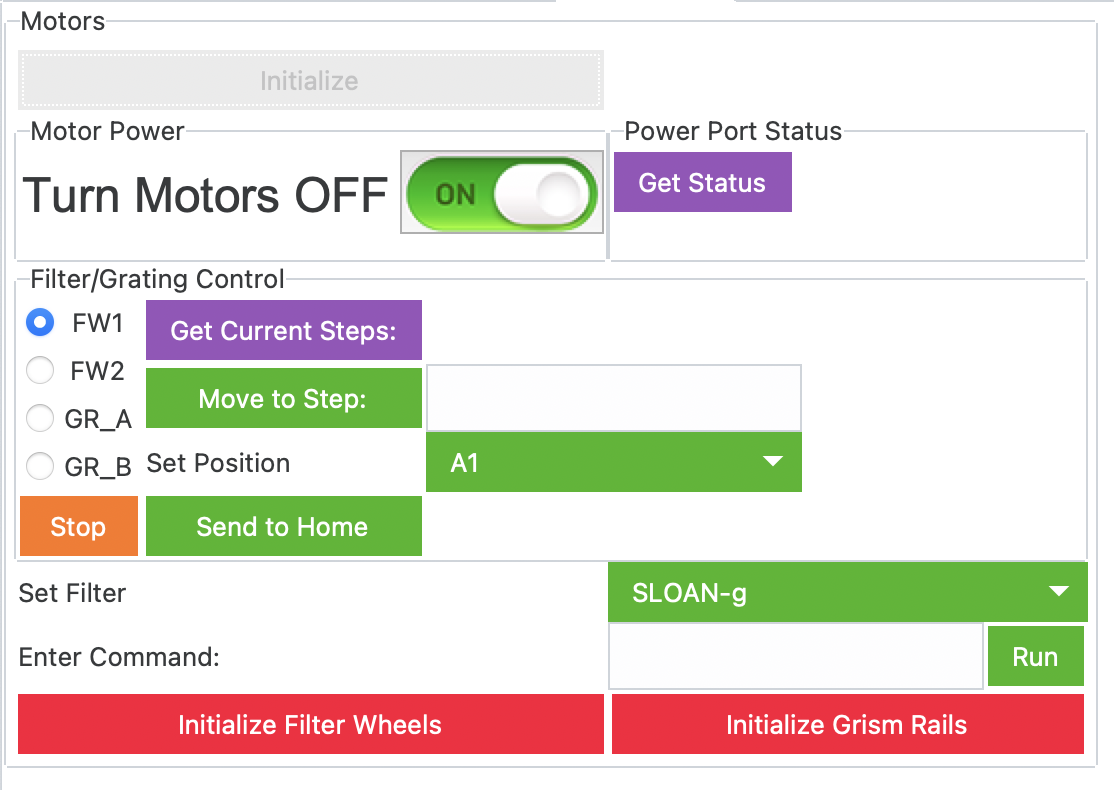 Motors
Initialize
Motor Power
Power Port Status
Turn Motors OFF
ON
Get Status
Filter/Grating Control
FW1
Get Current Steps:
FW2
Move to Step:
GR_A
GR_B
Set Position
A1
Stop
Send to Home
Set Filter
SLOAN-g
Enter Command:
Run
Initialize Filter Wheels
Initialize Grism Rails